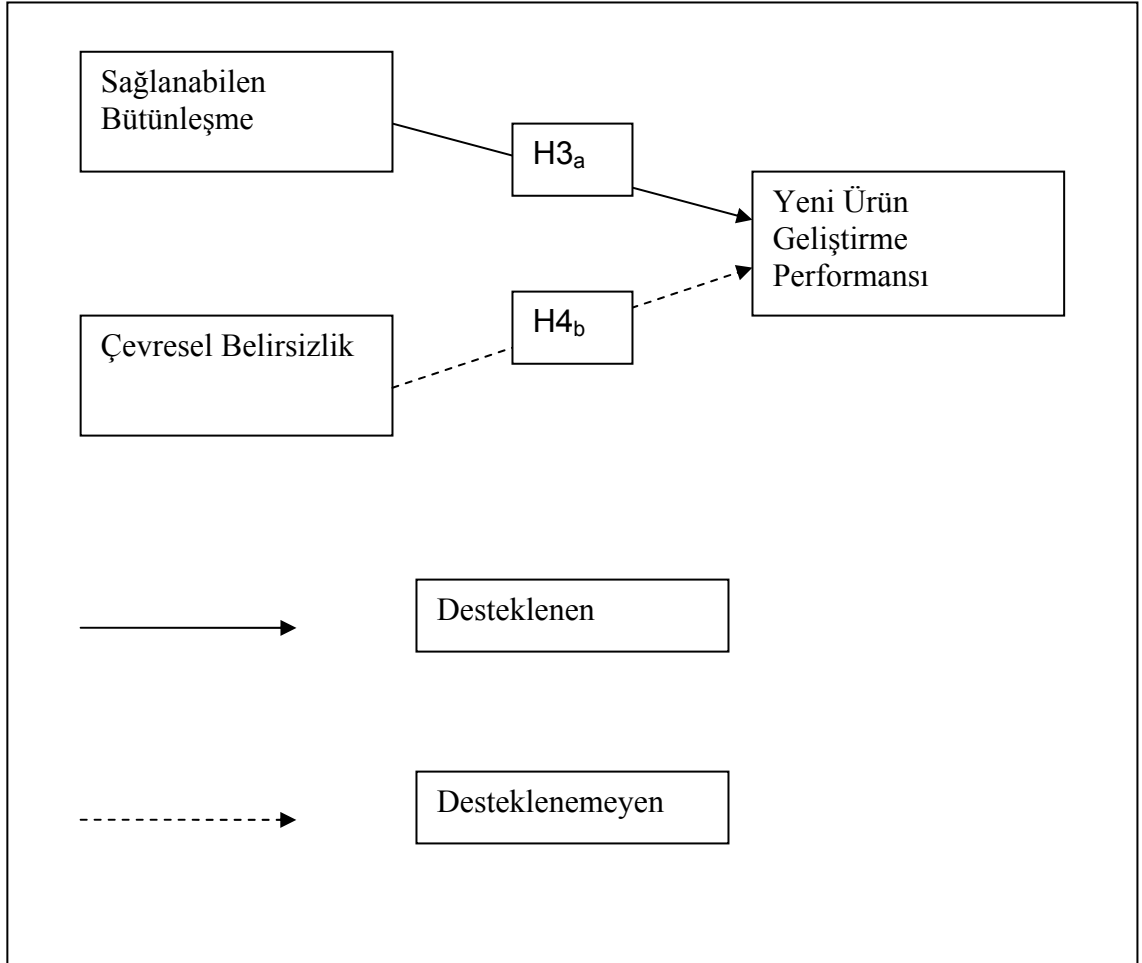 Sağlanabilen
Bütünleşme
H3a
Yeni Ürün
Geliştirme
Performansı
H4b
Çevresel Belirsizlik
Desteklenen
Desteklenemeyen